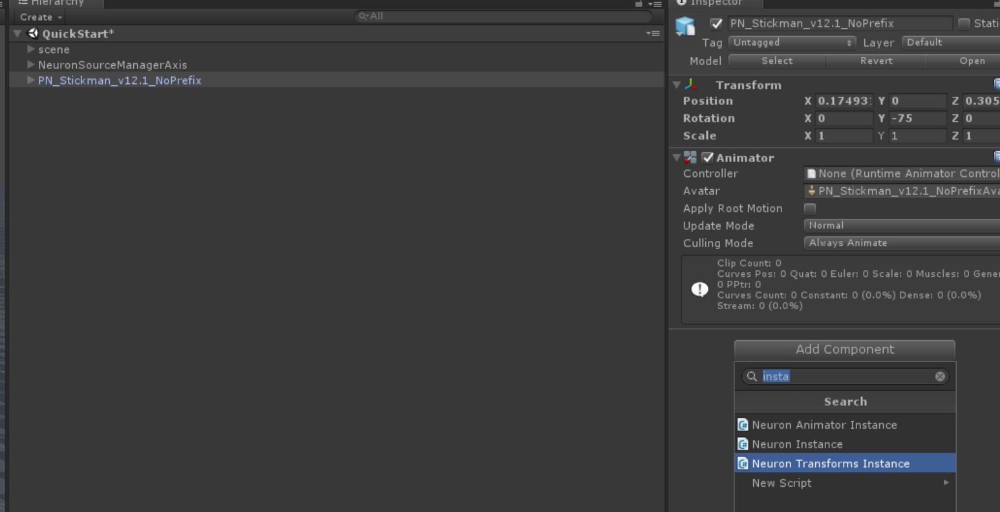 Hierarchy
Create
All
QuickStart*
scene
NeuronSourceManagerAxis
PN_Stickman_v12.1_NoPrefix
Inspector
PN_Stickman_v12.1_NoPrefix Stati
Tag Untagged Layer Default
Model Select Revert Open
Transform
Position X 0.17493 Y 0 Z 0.305
Rotation X 0 Y -75 Z 0
Scale X 1 Y 1 Z 1
Animator
Controller None (Runtime Animator Control
Avatar PN_Stickman_v12.1_NoPrefixAva
Apply Root Motion
Update Mode Normal
Culling Mode Always Animate
Clip Count: 0
Curves Pos: 0 Quat: 0 Euler: 0 Scale: 0 Muscles: 0 Gene
0 PPtr: 0
Curves Count: 0 Constant: 0 (0.0%) Dense: 0 (0.0%)
Stream: 0 (0.0%)
Add Component
insta
Search
Neuron Animator Instance
Neuron Instance
Neuron Transforms Instance
New Script